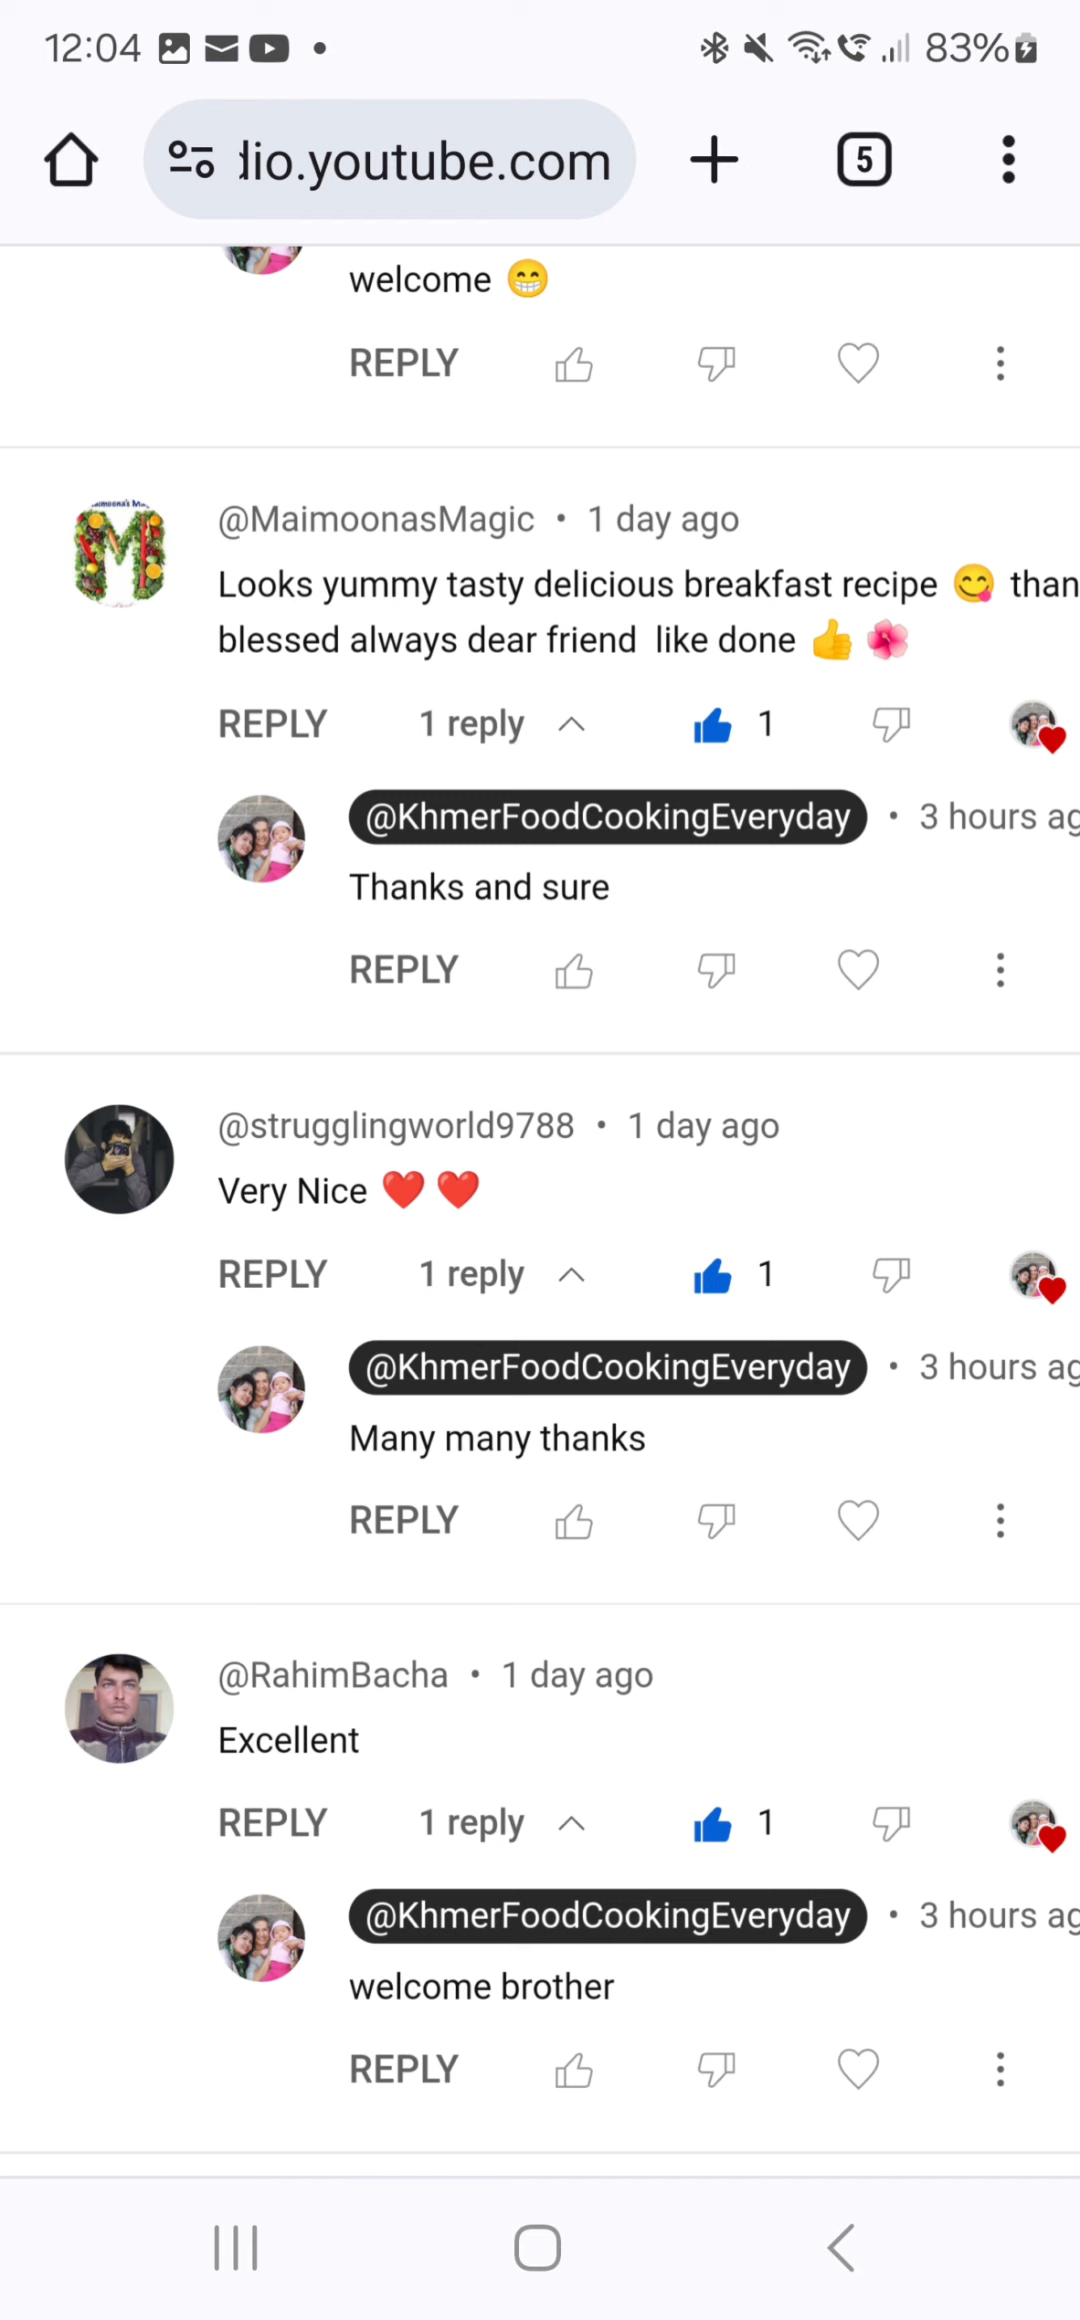 12:04 83%
dio.youtube.com 5
welcome 😁
REPLY
@MaimoonasMagic • 1 day ago
Looks yummy tasty delicious breakfast recipe 😋 than
blessed always dear friend like done 👍 🌺
REPLY 1 reply 1
@KhmerFoodCookingEveryday • 3 hours ag
Thanks and sure
REPLY
@strugglingworld9788 • 1 day ago
Very Nice ❤️ ❤️
REPLY 1 reply 1
@KhmerFoodCookingEveryday • 3 hours ag
Many many thanks
REPLY
@RahimBacha • 1 day ago
Excellent
REPLY 1 reply 1
@KhmerFoodCookingEveryday • 3 hours ag
welcome brother
REPLY